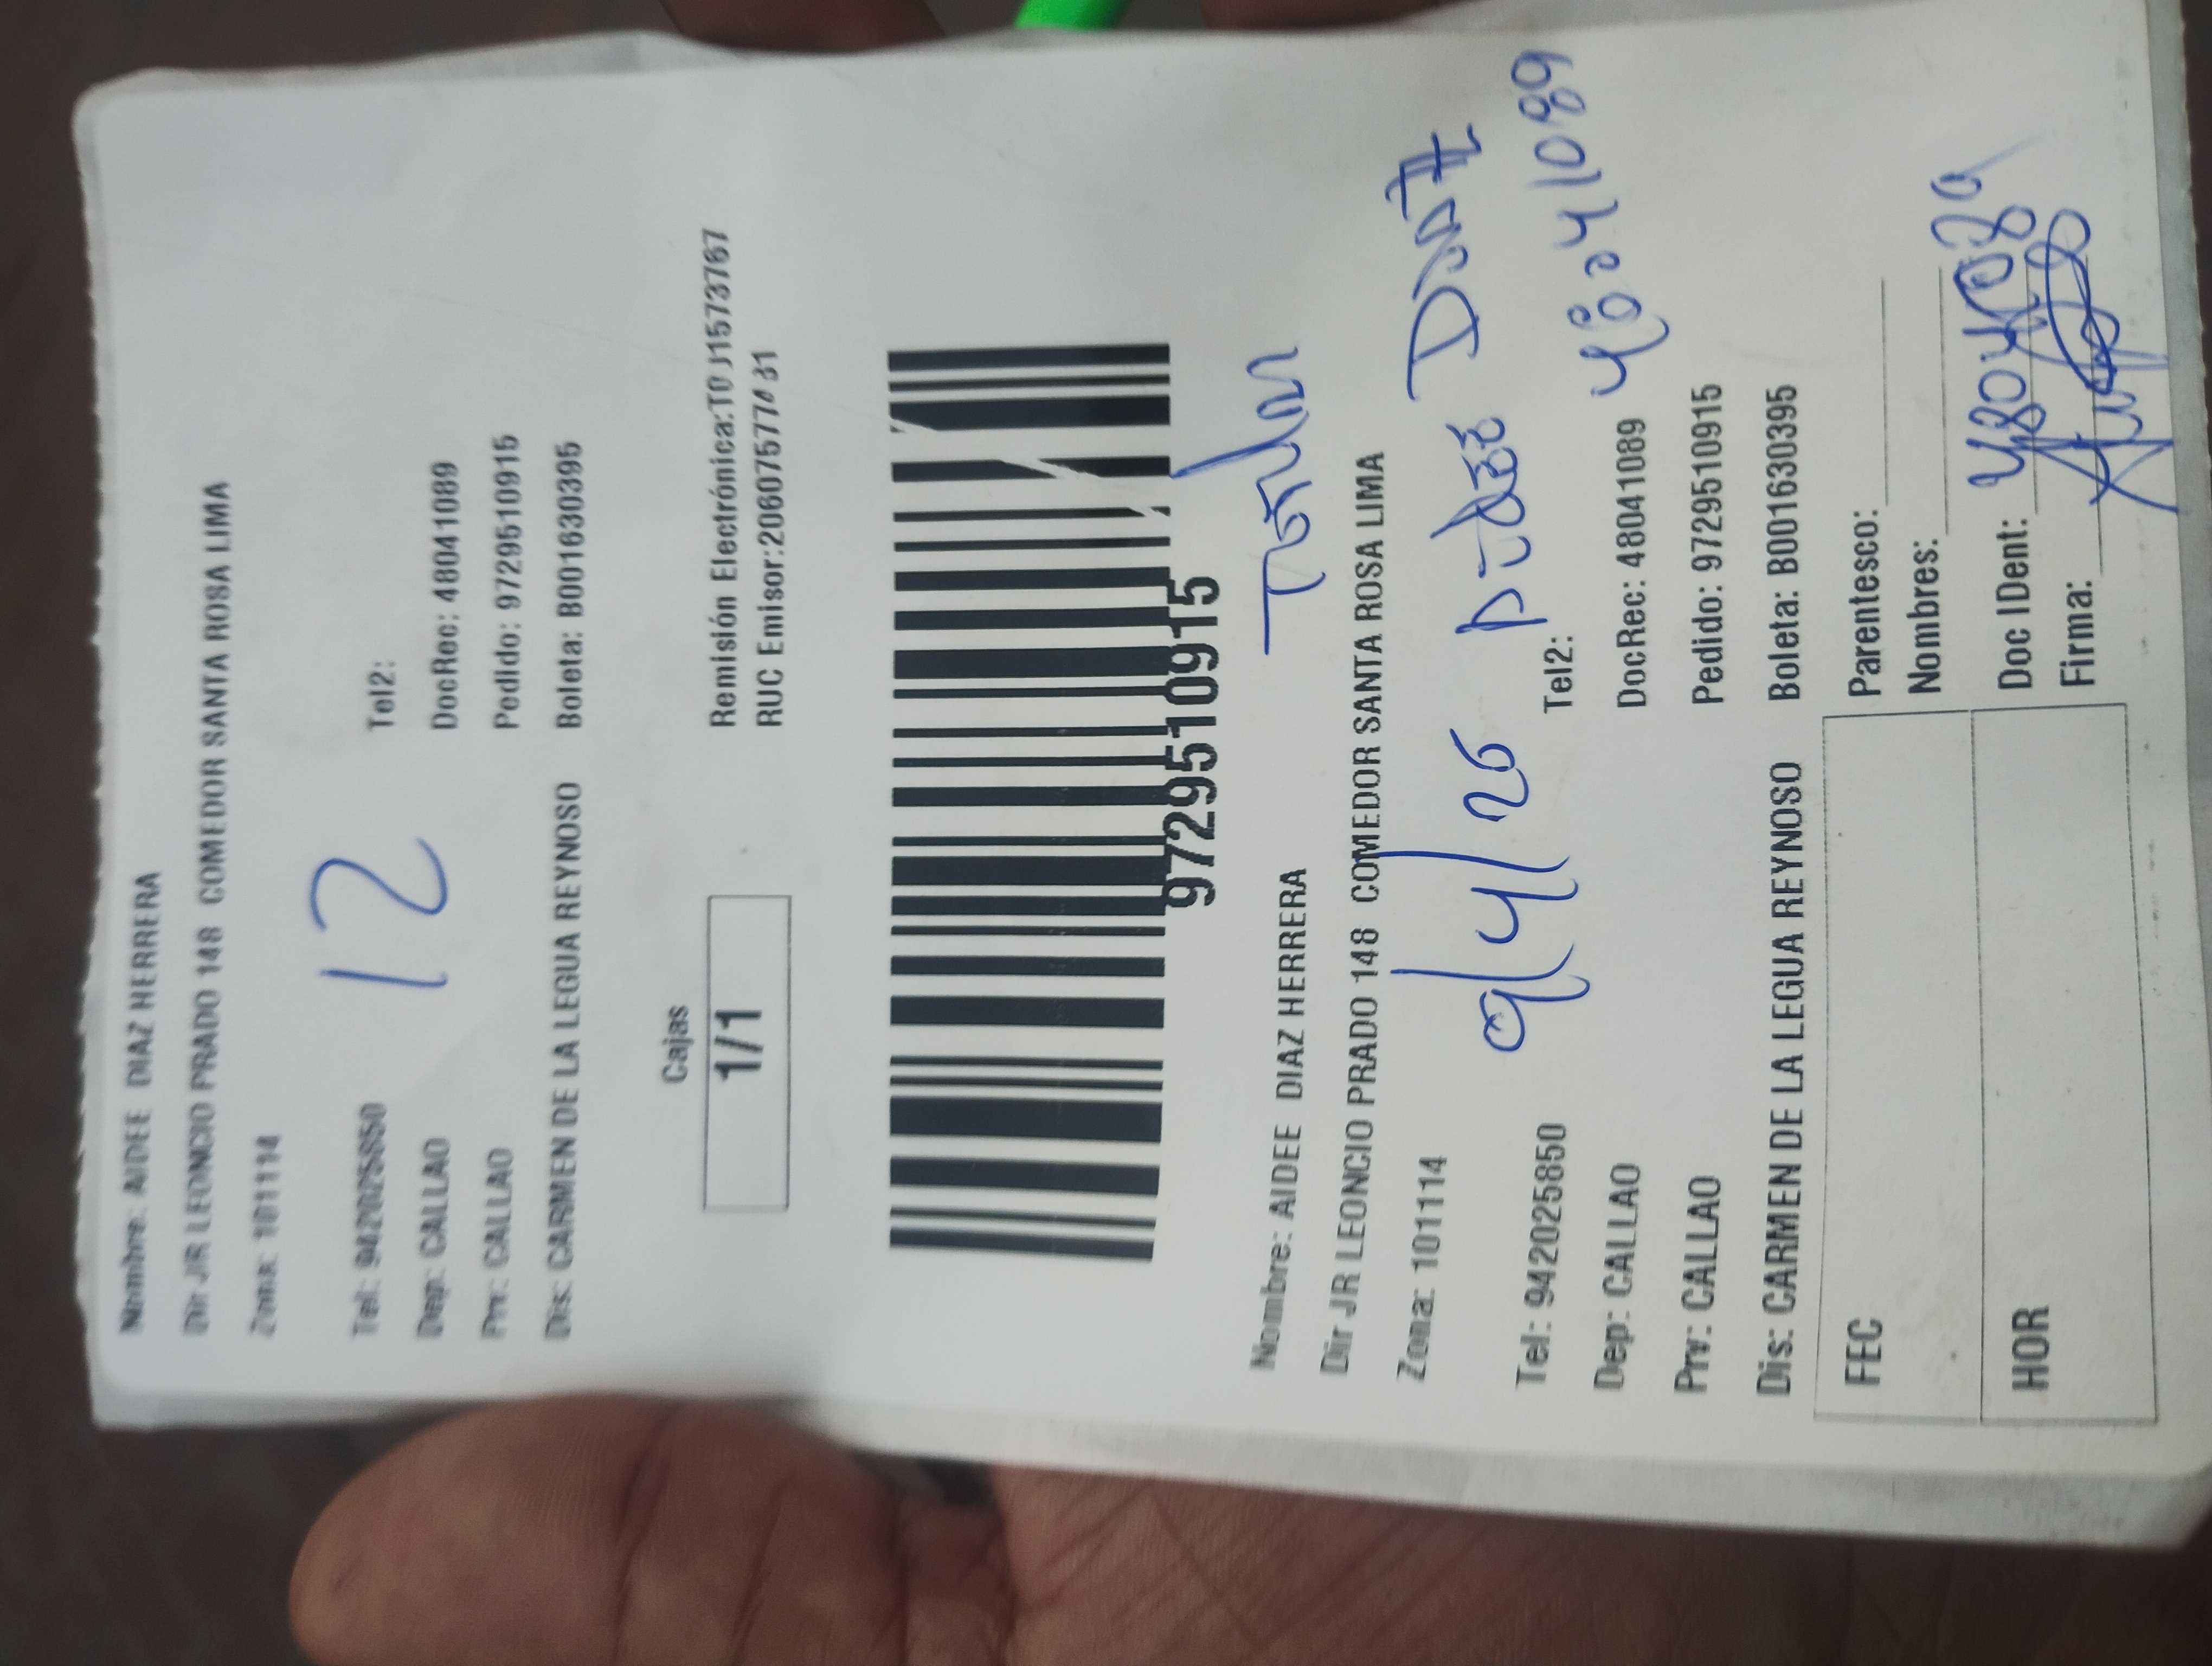 Nombre: AIDEE DIAZ HERRERA
Dir JR LEONCIO PRADO 148 COMEDOR SANTA ROSA LIMA
Zona: 101114
12
Tel: 942025850 Tel2:
Dep: CALLAO DocRec: 48041089
Prv: CALLAO Pedido: 9729510915
Dis: CARMEN DE LA LEGUA REYNOSO Boleta: B001630395
Cajas
1/1
Remisión Electrónica:
RUC Emisor:
9729510915
Nombre: AIDEE DIAZ HERRERA
Dir JR LEONCIO PRADO 148 COMEDOR SANTA ROSA LIMA
Zona: 101114
9/4/26
Tel: 942025850 Tel2:
48041089
Dep: CALLAO DocRec: 48041089
Prv: CALLAO Pedido: 9729510915
Dis: CARMEN DE LA LEGUA REYNOSO Boleta: B001630395
FEC Parentesco:
Nombres:
HOR Doc IDent: 48041089
Firma: